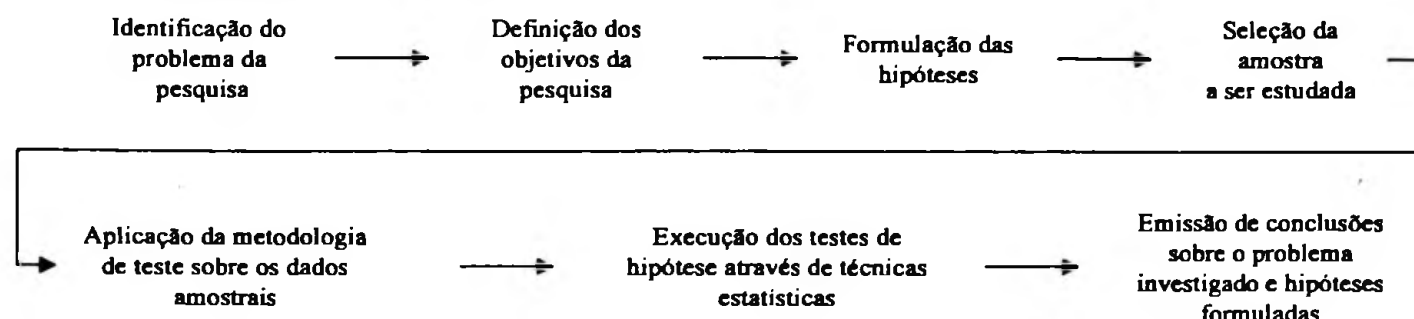 Identificação do
problema da
pesquisa
Definição dos
objetivos da
pesquisa
Formulação das
hipóteses
Seleção da
amostra
a ser estudada
Aplicação da metodologia
de teste sobre os dados
amostrais
Execução dos testes de
hipótese através de técnicas
estatísticas
Emissão de conclusões
sobre o problema
investigado e hipóteses
formuladas